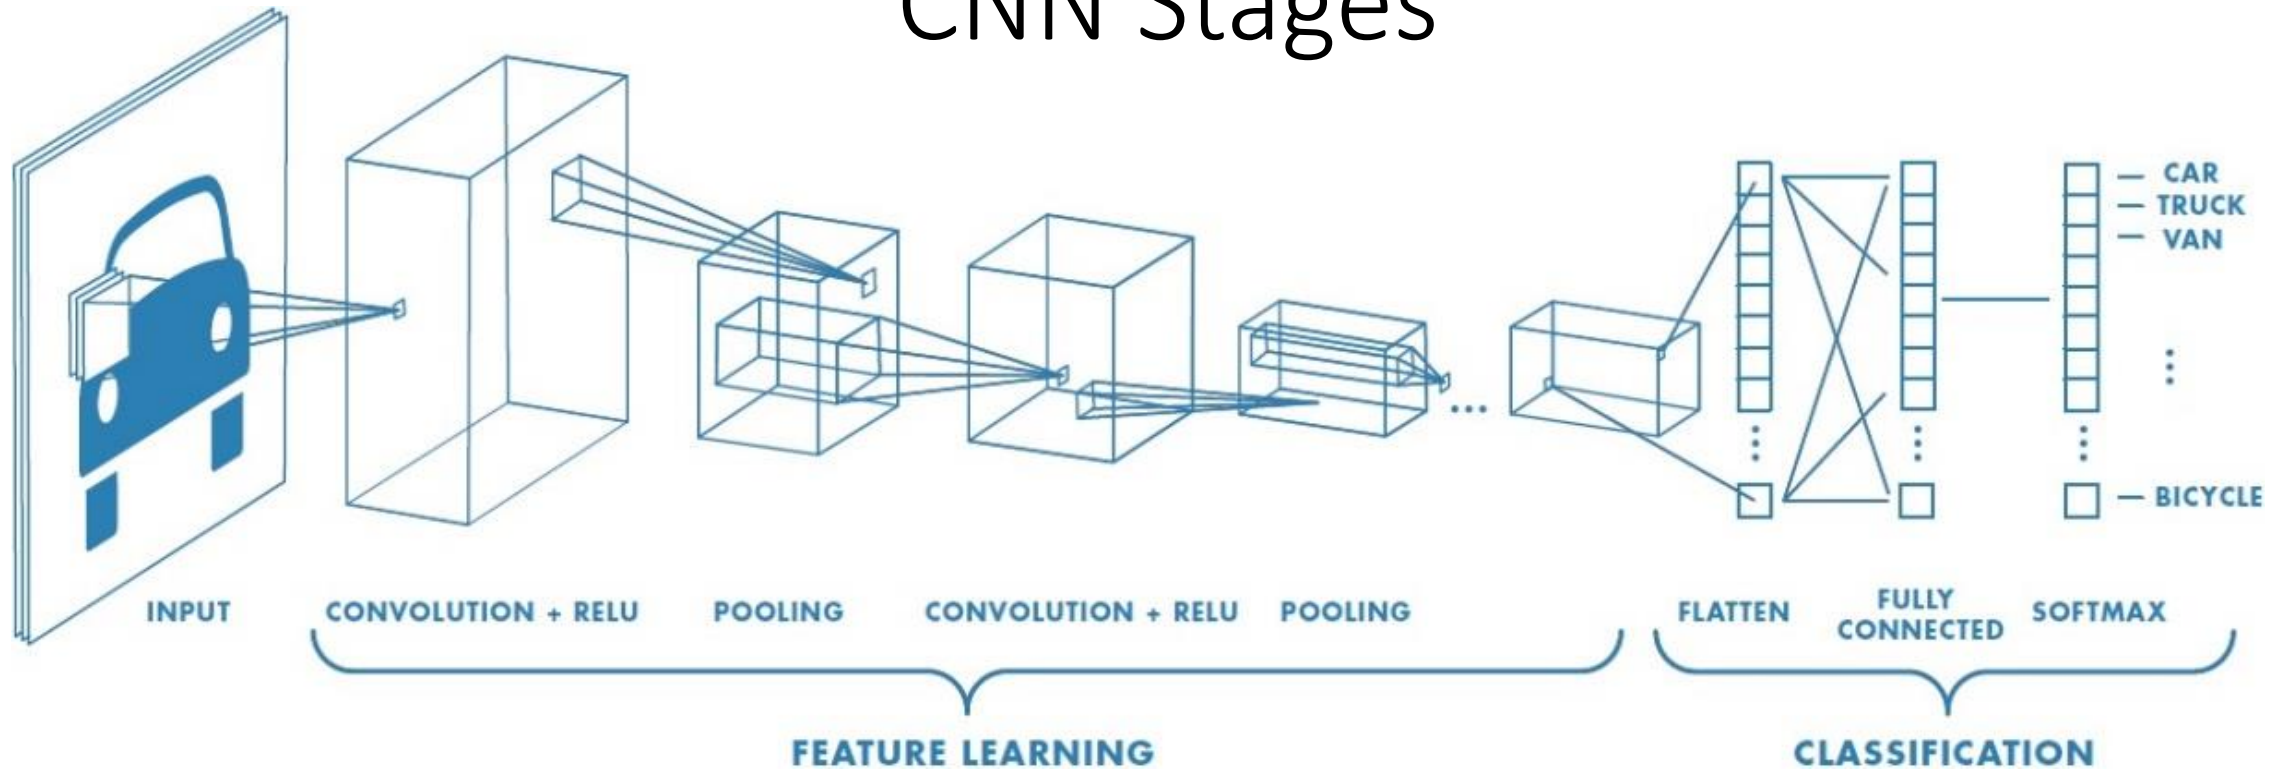 CNN Stages
CAR
TRUCK
VAN
BICYCLE
INPUT
CONVOLUTION + RELU
POOLING
CONVOLUTION + RELU
POOLING
FLATTEN
FULLY
CONNECTED
SOFTMAX
FEATURE LEARNING
CLASSIFICATION